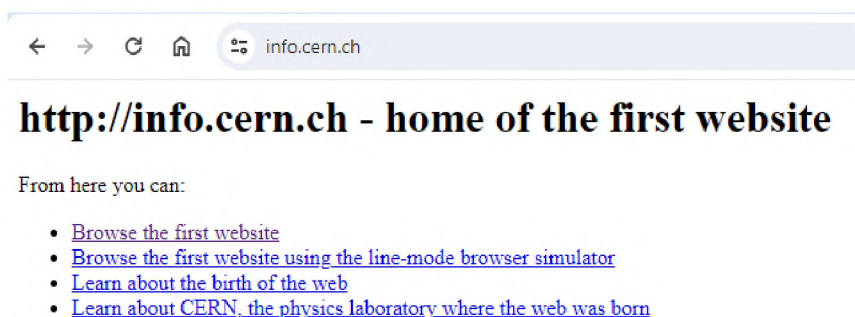 info.cern.ch
http://info.cern.ch - home of the first website
From here you can:
Browse the first website
Browse the first website using the line-mode browser simulator
Learn about the birth of the web
Learn about CERN, the physics laboratory where the web was born